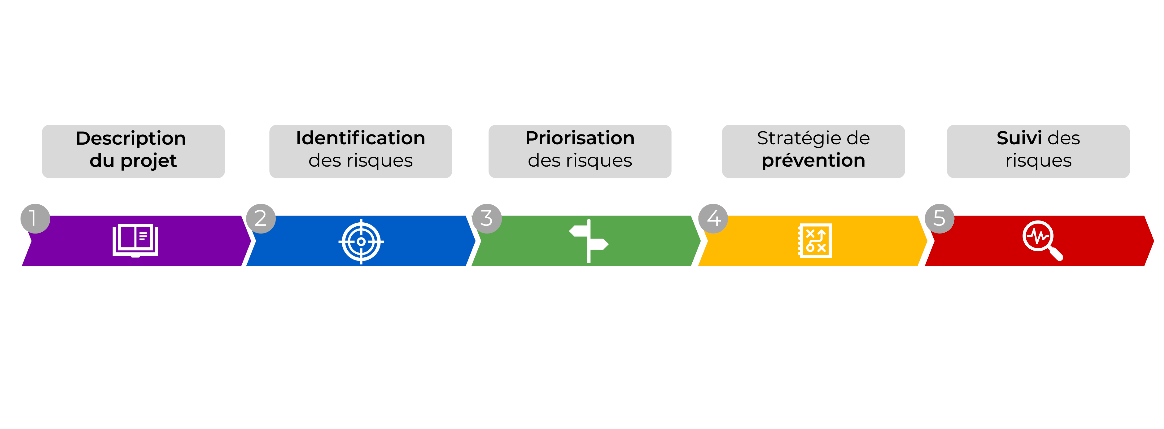 Description
du projet
Identification
des risques
Priorisation
des risques
Stratégie de
prévention
Suivi des
risques
1
2
3
4
5